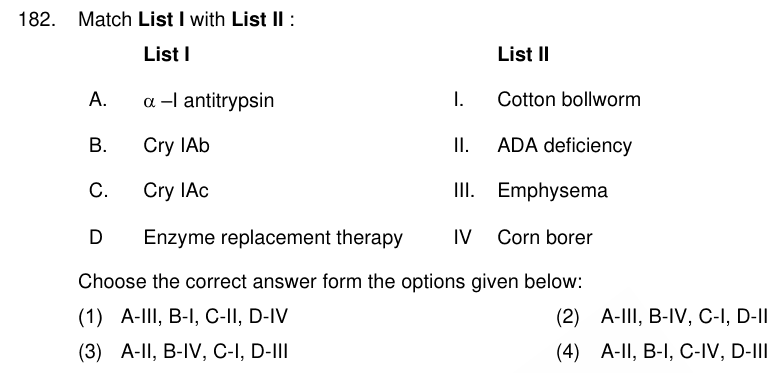 182. Match List I with List II :
List I List II
A. α –I antitrypsin I. Cotton bollworm
B. Cry IAb II. ADA deficiency
C. Cry IAc III. Emphysema
D Enzyme replacement therapy IV Corn borer
Choose the correct answer form the options given below:
(1) A-III, B-I, C-II, D-IV (2) A-III, B-IV, C-I, D-II
(3) A-II, B-IV, C-I, D-III (4) A-II, B-I, C-IV, D-III